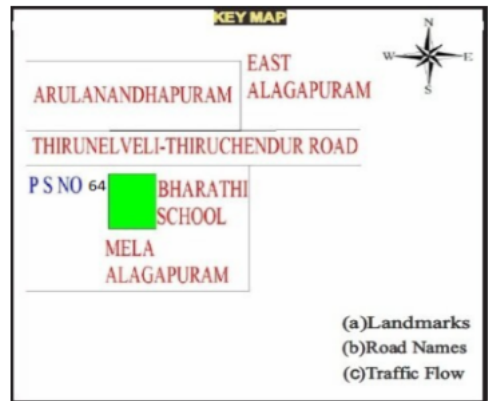 KEY MAP
N
W
E
S
EAST
ALAGAPURAM
ARULANANDHAPURAM
THIRUNELVELI-THIRUCHENDUR ROAD
P S NO 64
BHARATHI
SCHOOL
MELA
ALAGAPURAM
(a)Landmarks
(b)Road Names
(c)Traffic Flow